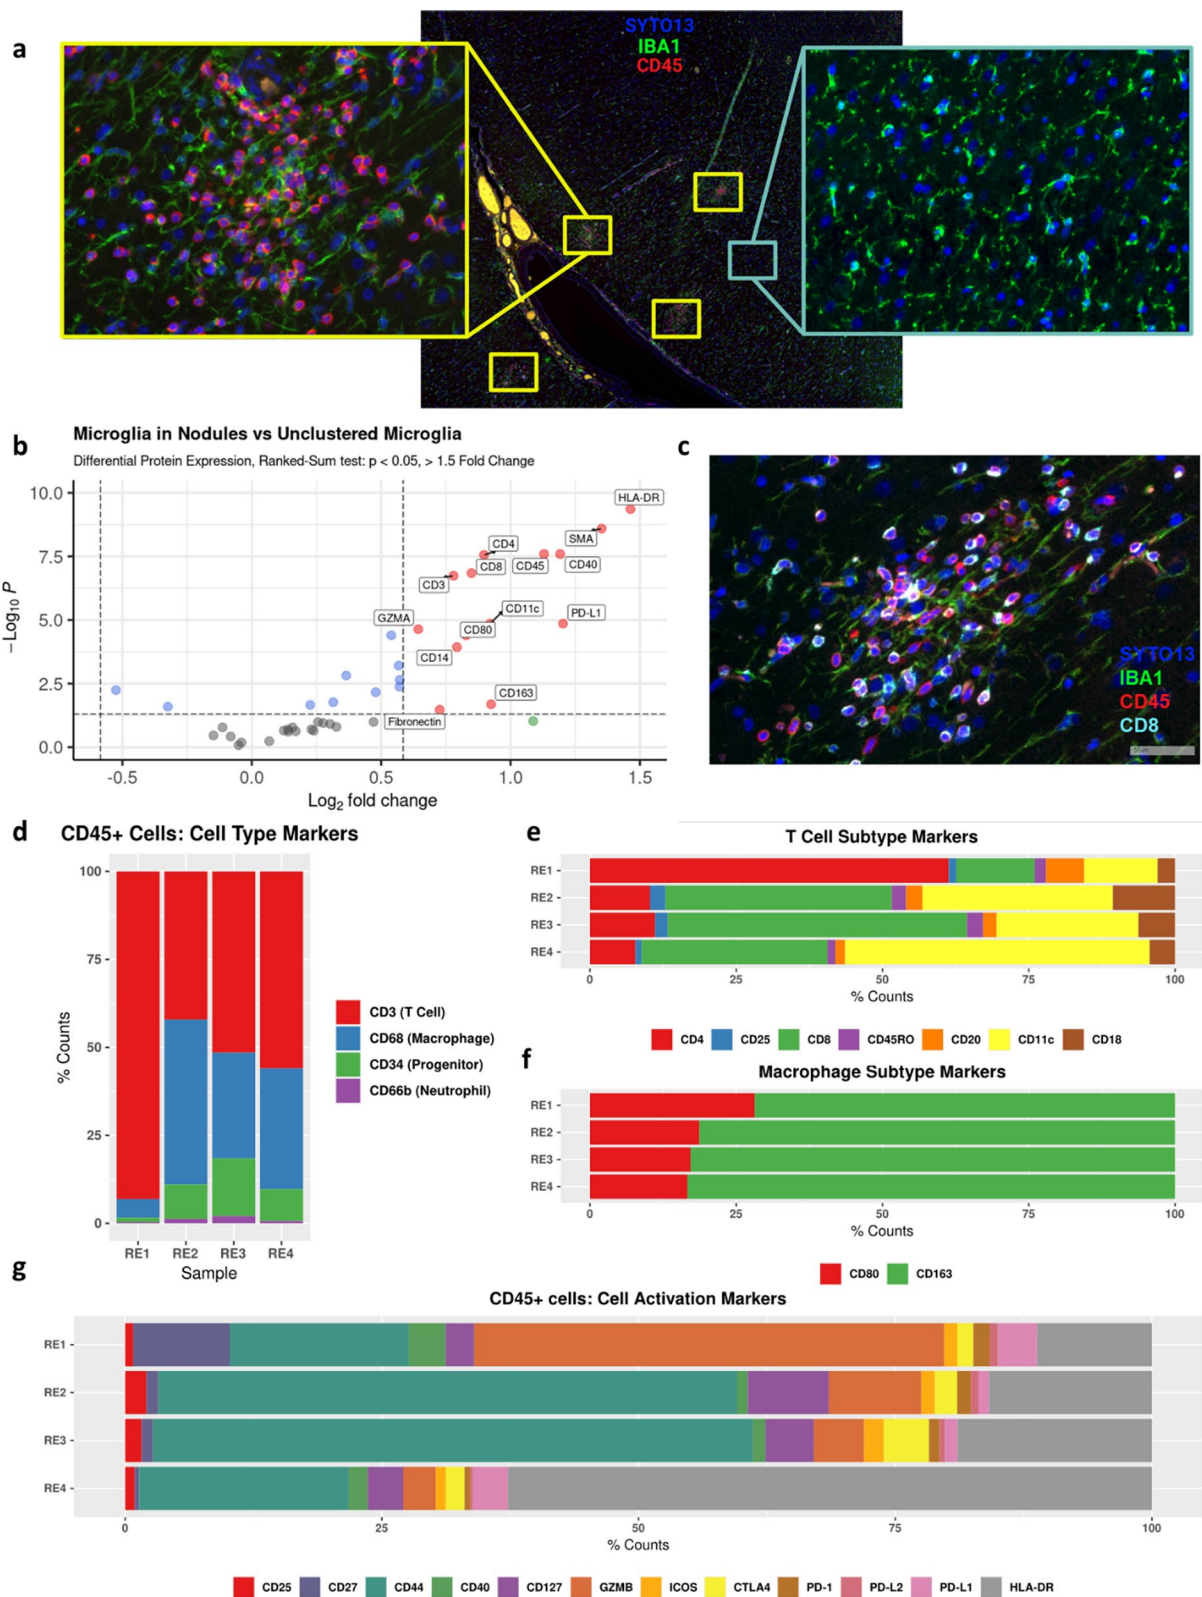 a
SYTO13
IBA1
CD45
b
Microglia in Nodules vs Unclustered Microglia
Differential Protein Expression, Ranked-Sum test: p < 0.05, > 1.5 Fold Change
10.0
7.5
5.0
2.5
0.0
−Log10 P
HLA-DR
SMA
CD4
CD8
CD45
CD40
CD3
CD11c
PD-L1
GZMA
CD80
CD14
CD163
Fibronectin
-0.5
0.0
0.5
1.0
1.5
Log2 fold change
c
SYTO13
IBA1
CD45
CD8
d
CD45+ Cells: Cell Type Markers
100
75
50
25
0
% Counts
RE1
RE2
RE3
RE4
Sample
CD3 (T Cell)
CD68 (Macrophage)
CD34 (Progenitor)
CD66b (Neutrophil)
e
T Cell Subtype Markers
RE1
RE2
RE3
RE4
0 25 50 75 100
% Counts
CD4 CD25 CD8 CD45RO CD20 CD11c CD18
f
Macrophage Subtype Markers
RE1
RE2
RE3
RE4
0 25 50 75 100
% Counts
CD80 CD163
g
CD45+ cells: Cell Activation Markers
RE1
RE2
RE3
RE4
0 25 50 75 100
% Counts
CD25 CD27 CD44 CD40 CD127 GZMB ICOS CTLA4 PD-1 PD-L2 PD-L1 HLA-DR